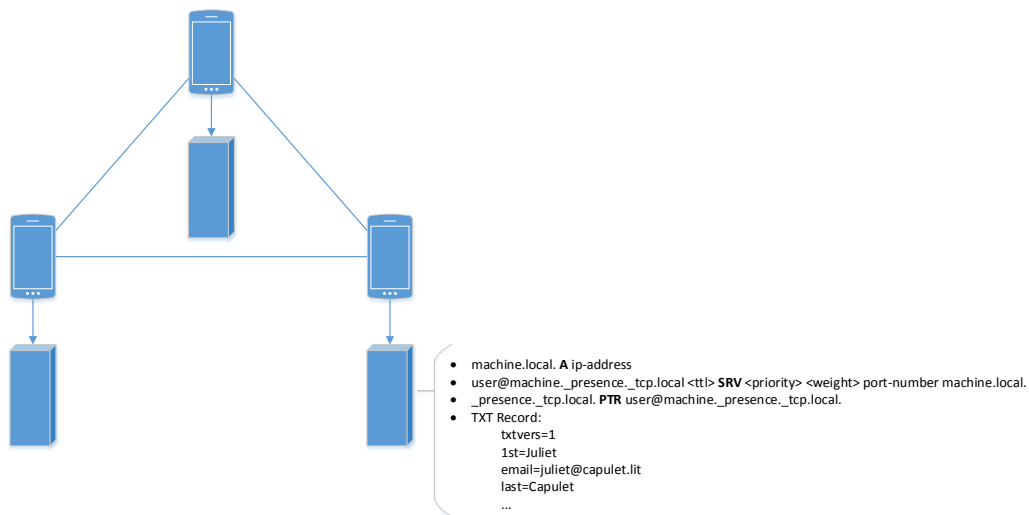 • machine.local. A ip-address
• user@machine._presence._tcp.local <ttl> SRV <priority> <weight> port-number machine.local.
• _presence._tcp.local. PTR user@machine._presence._tcp.local.
• TXT Record:
txtvers=1
1st=Juliet
email=juliet@capulet.lit
last=Capulet
...